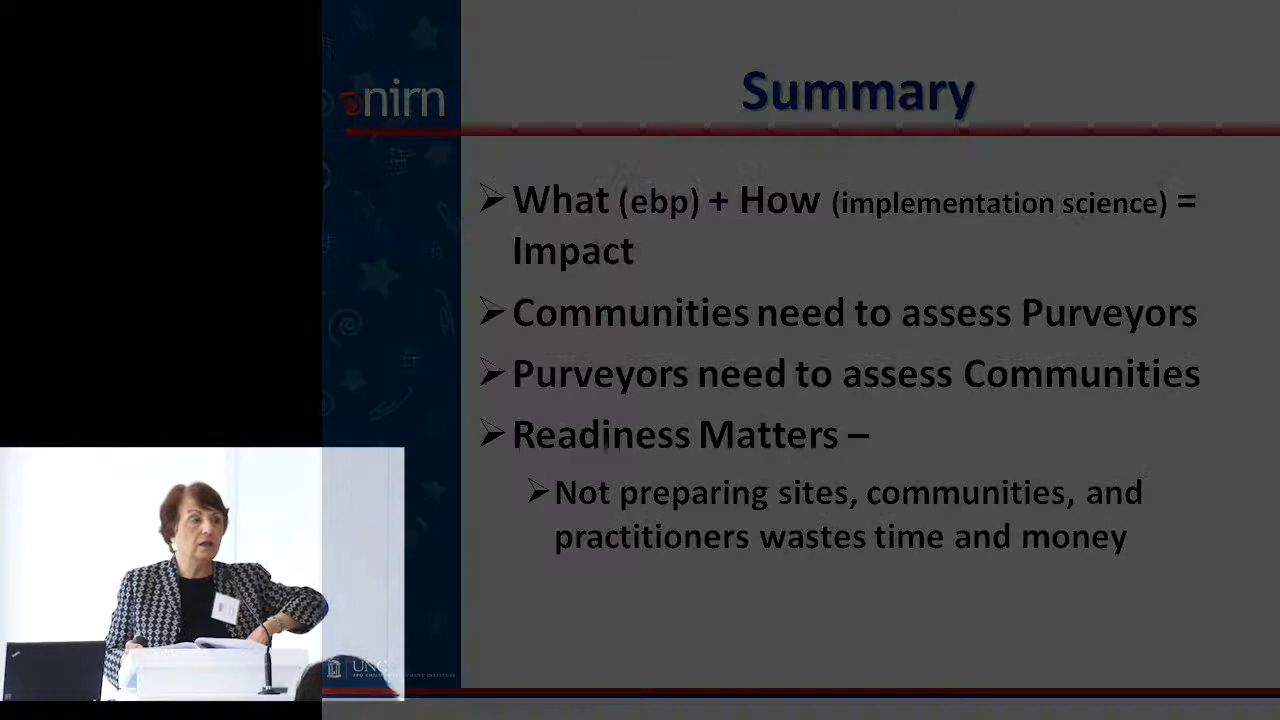 nirn
Summary
What (ebp) + How (implementation science) =
Impact
Communities need to assess Purveyors
Purveyors need to assess Communities
Readiness Matters –
Not preparing sites, communities, and
practitioners wastes time and money
UNC